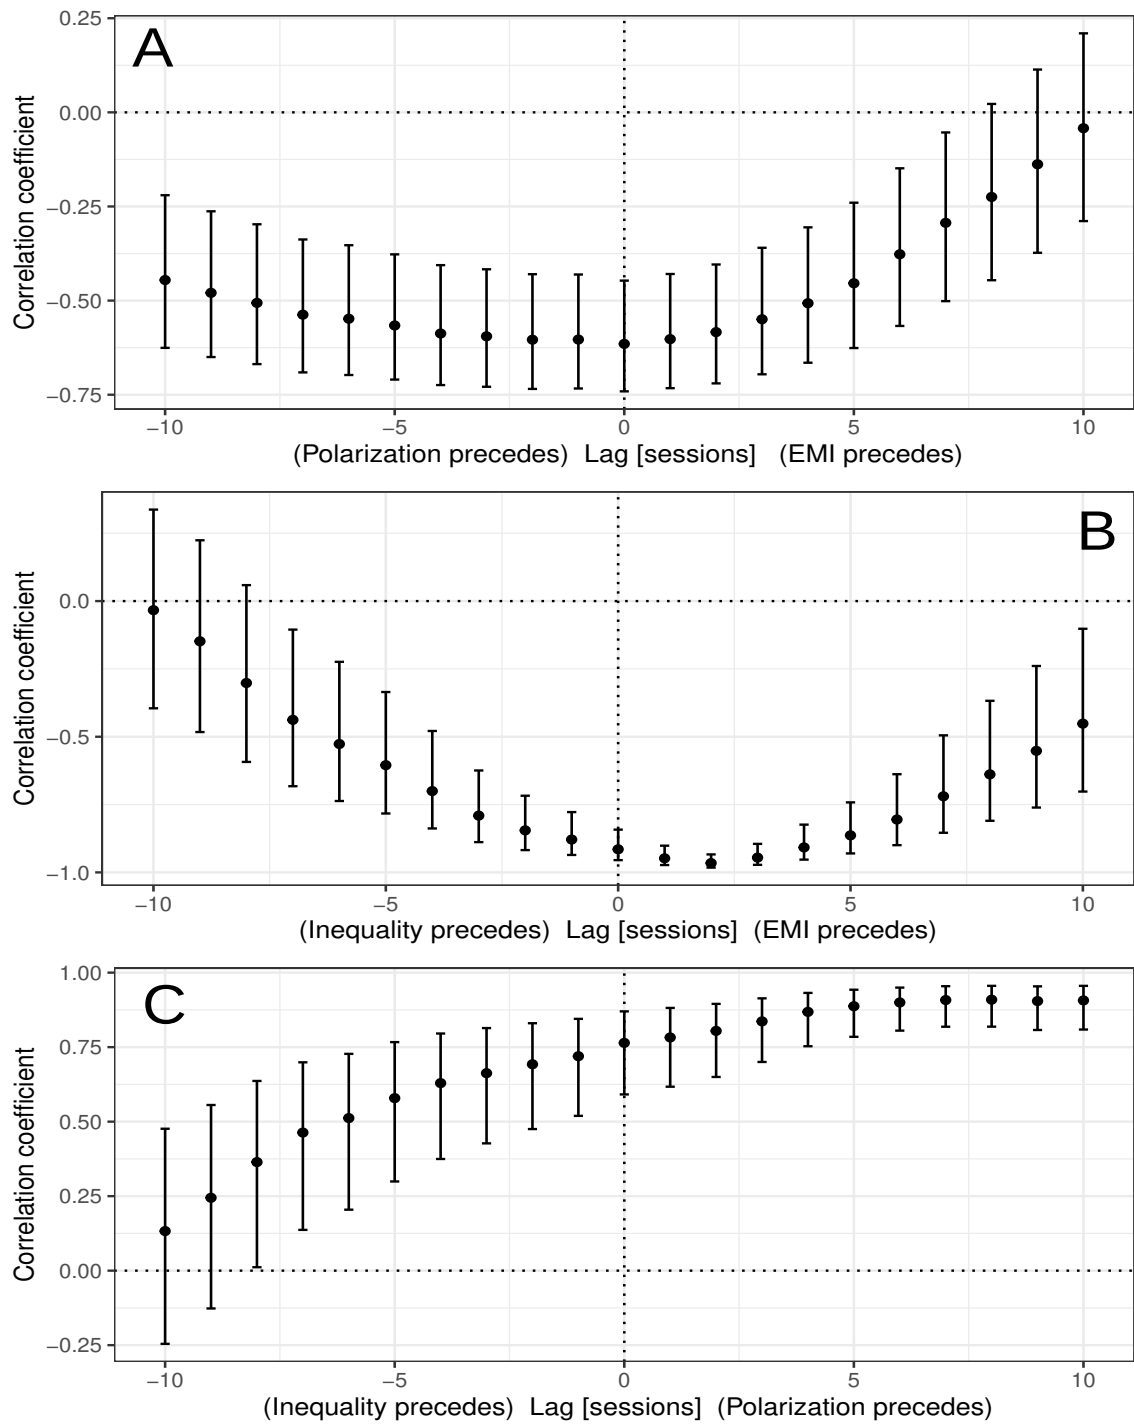 A
Correlation coefficient
0.25
0.00
−0.25
−0.50
−0.75
−10 −5 0 5 10
(Polarization precedes) Lag [sessions] (EMI precedes)
B
Correlation coefficient
0.0
−0.5
−1.0
−10 −5 0 5 10
(Inequality precedes) Lag [sessions] (EMI precedes)
C
Correlation coefficient
1.00
0.75
0.50
0.25
0.00
−0.25
−10 −5 0 5 10
(Inequality precedes) Lag [sessions] (Polarization precedes)